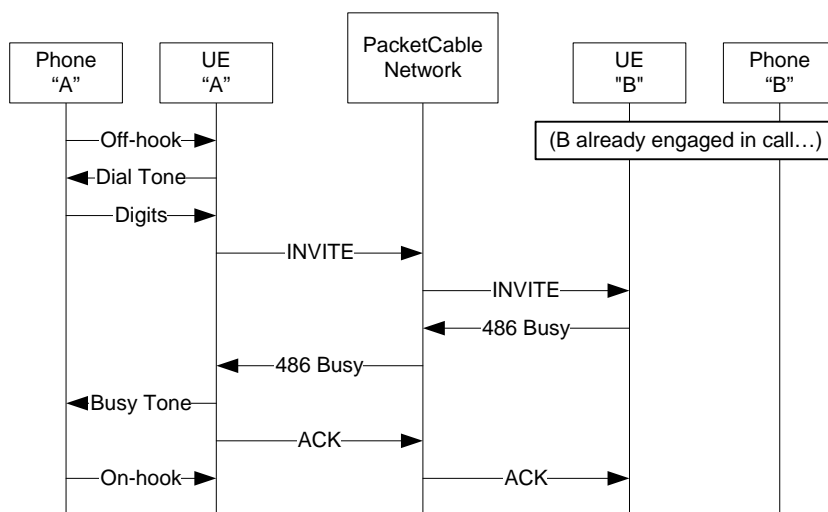 Phone
“A”
UE
“A”
PacketCable
Network
UE
"B"
Phone
“B”
(B already engaged in call…)
Off-hook
Dial Tone
Digits
INVITE
INVITE
486 Busy
486 Busy
Busy Tone
ACK
On-hook
ACK